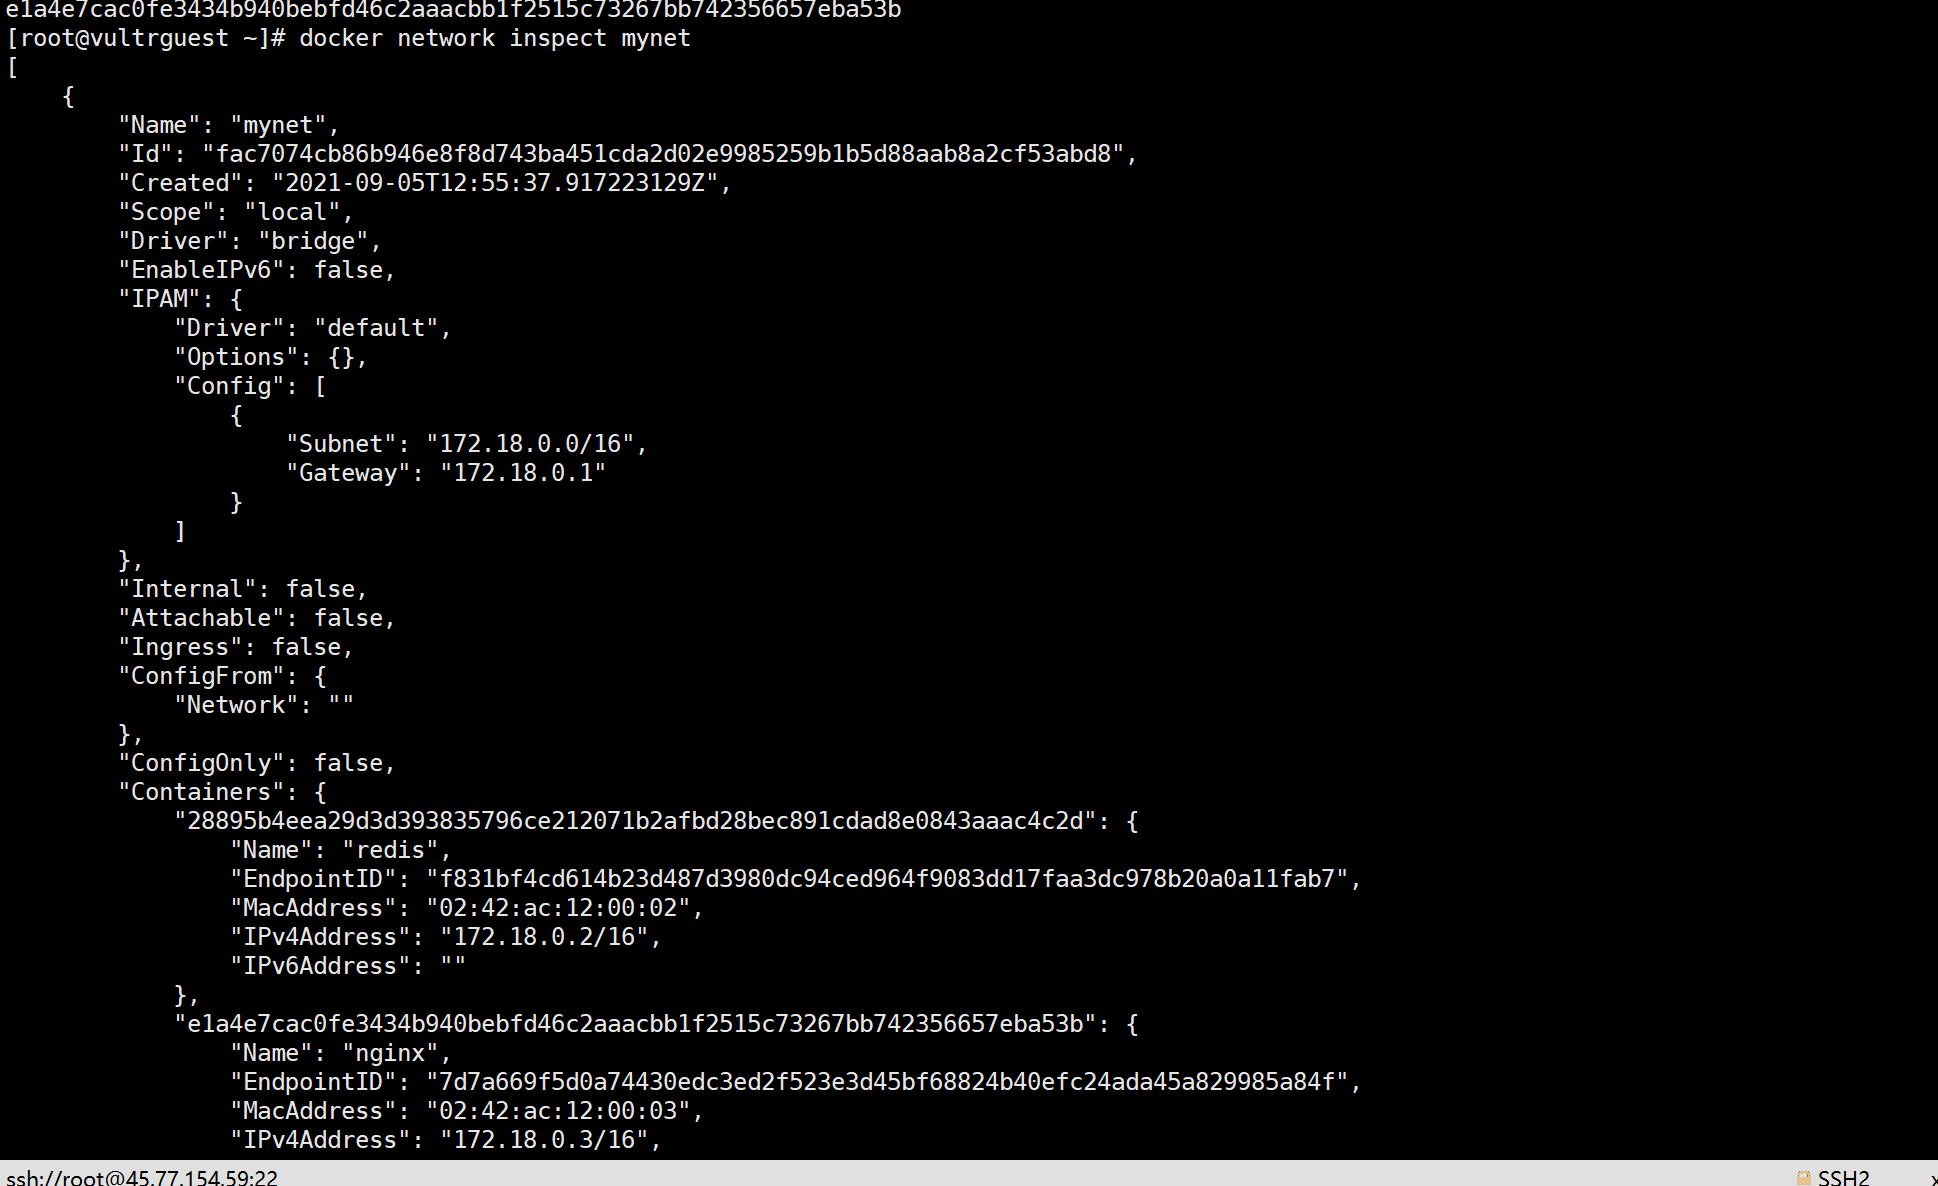 e1a4e7cac0fe3434b940bebfd46c2aaacbb1f2515c73267bb742356657eba53b
[root@vultrguest ~]# docker network inspect mynet
[
    {
        "Name": "mynet",
        "Id": "fac7074cb86b946e8f8d743ba451cda2d02e9985259b1b5d88aab8a2cf53abd8",
        "Created": "2021-09-05T12:55:37.917223129Z",
        "Scope": "local",
        "Driver": "bridge",
        "EnableIPv6": false,
        "IPAM": {
            "Driver": "default",
            "Options": {},
            "Config": [
                {
                    "Subnet": "172.18.0.0/16",
                    "Gateway": "172.18.0.1"
                }
            ]
        },
        "Internal": false,
        "Attachable": false,
        "Ingress": false,
        "ConfigFrom": {
            "Network": ""
        },
        "ConfigOnly": false,
        "Containers": {
            "28895b4eea29d3d393835796ce212071b2afbd28bec891cdad8e0843aaac4c2d": {
                "Name": "redis",
                "EndpointID": "f831bf4cd614b23d487d3980dc94ced964f9083dd17faa3dc978b20a0a11fab7",
                "MacAddress": "02:42:ac:12:00:02",
                "IPv4Address": "172.18.0.2/16",
                "IPv6Address": ""
            },
            "e1a4e7cac0fe3434b940bebfd46c2aaacbb1f2515c73267bb742356657eba53b": {
                "Name": "nginx",
                "EndpointID": "7d7a669f5d0a74430edc3ed2f523e3d45bf68824b40efc24ada45a829985a84f",
                "MacAddress": "02:42:ac:12:00:03",
                "IPv4Address": "172.18.0.3/16",
ssh://root@45.77.154.59:22 SSH2